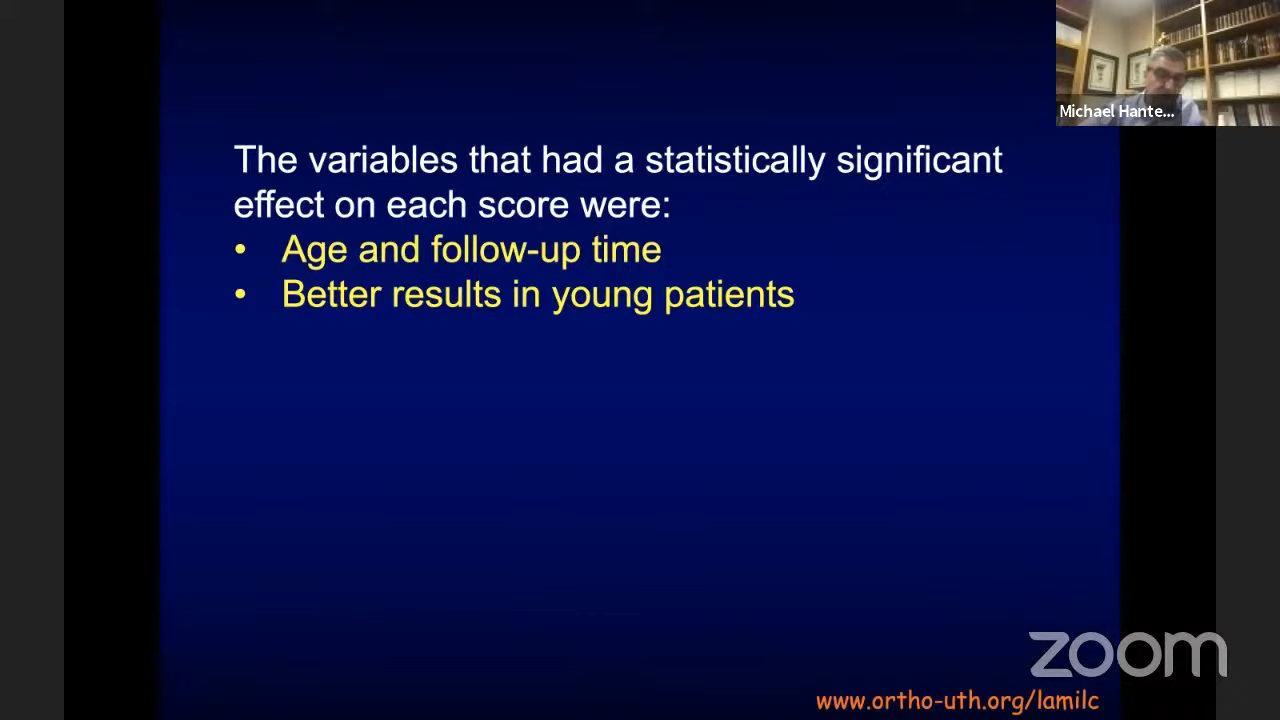 Michael Hante...
The variables that had a statistically significant
effect on each score were:
• Age and follow-up time
• Better results in young patients
zoom
www.ortho-uth.org/lamilc